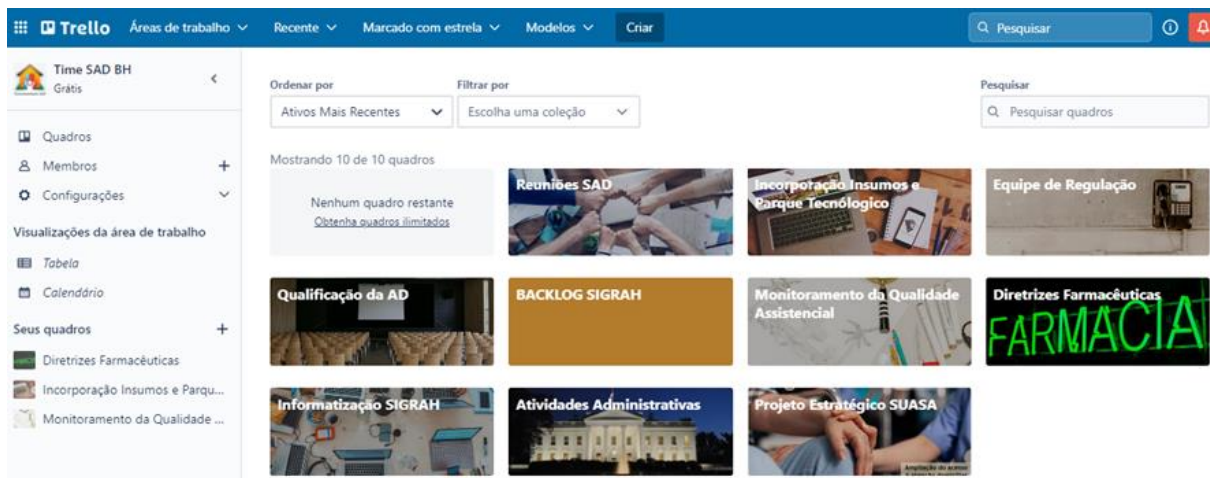 Trello Áreas de trabalho Recente Marcado com estrela Modelos Criar Pesquisar
Time SAD BH
Grátis
Quadros
Membros
Configurações
Visualizações da área de trabalho
Tabela
Calendário
Seus quadros
Diretrizes Farmacêuticas
Incorporação Insumos e Parqu...
Monitoramento da Qualidade ...
Ordenar por Filtrar por Pesquisar
Ativos Mais Recentes Escolha uma coleção Pesquisar quadros
Mostrando 10 de 10 quadros
Nenhum quadro restante
Obtenha quadros ilimitados
Reuniões SAD
Incorporação Insumos e
Parque Tecnólogico
Equipe de Regulação
Qualificação da AD
BACKLOG SIGRAH
Monitoramento da Qualidade
Assistencial
Diretrizes Farmacêuticas
FARMACIA
Informatização SIGRAH
Atividades Administrativas
Projeto Estratégico SUASA
Ampliação do acesso